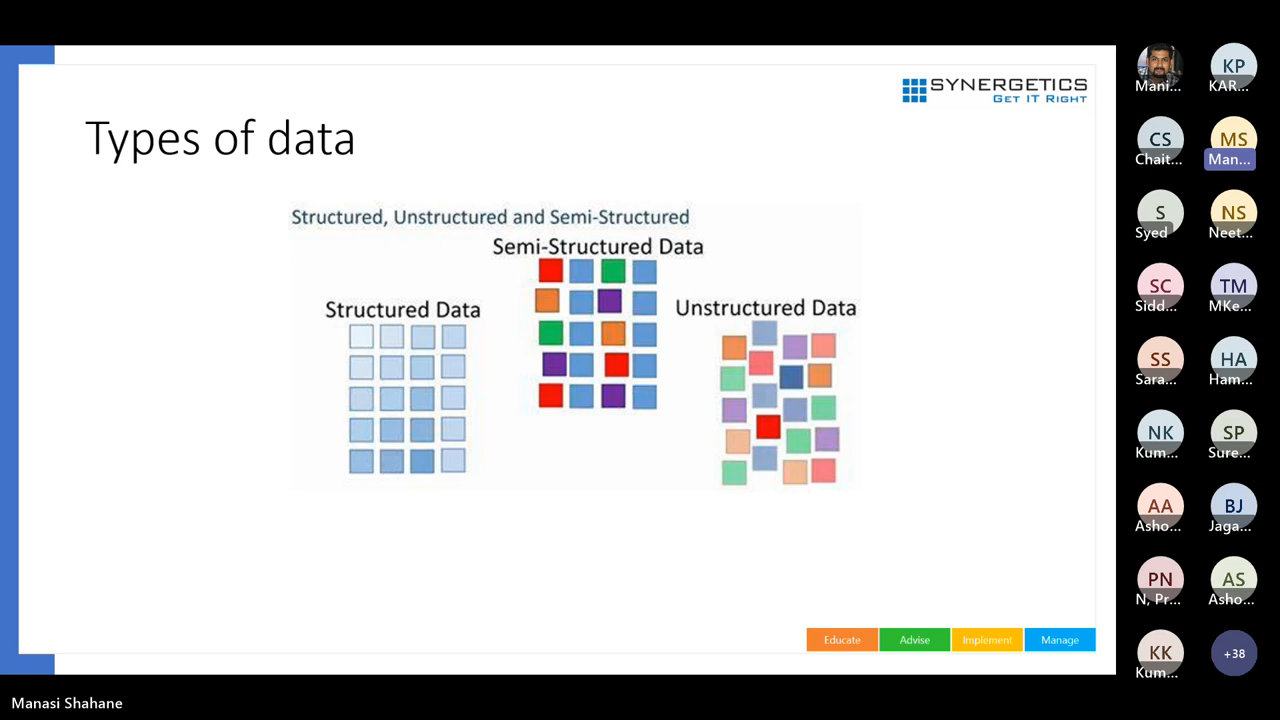 SYNERGETICS
GET IT RIGHT
Types of data
Structured, Unstructured and Semi-Structured
Semi-Structured Data
Structured Data
Unstructured Data
Educate
Advise
Implement
Manage
Mani...
KP
KAR...
CS
Chait...
MS
Man...
S
Syed
NS
Neet...
SC
Sidd...
TM
MKe...
SS
Sara...
HA
Ham...
NK
Kum...
SP
Sure...
AA
Asho...
BJ
Jaga...
PN
N, Pr...
AS
Asho...
KK
Kum...
+38
Manasi Shahane